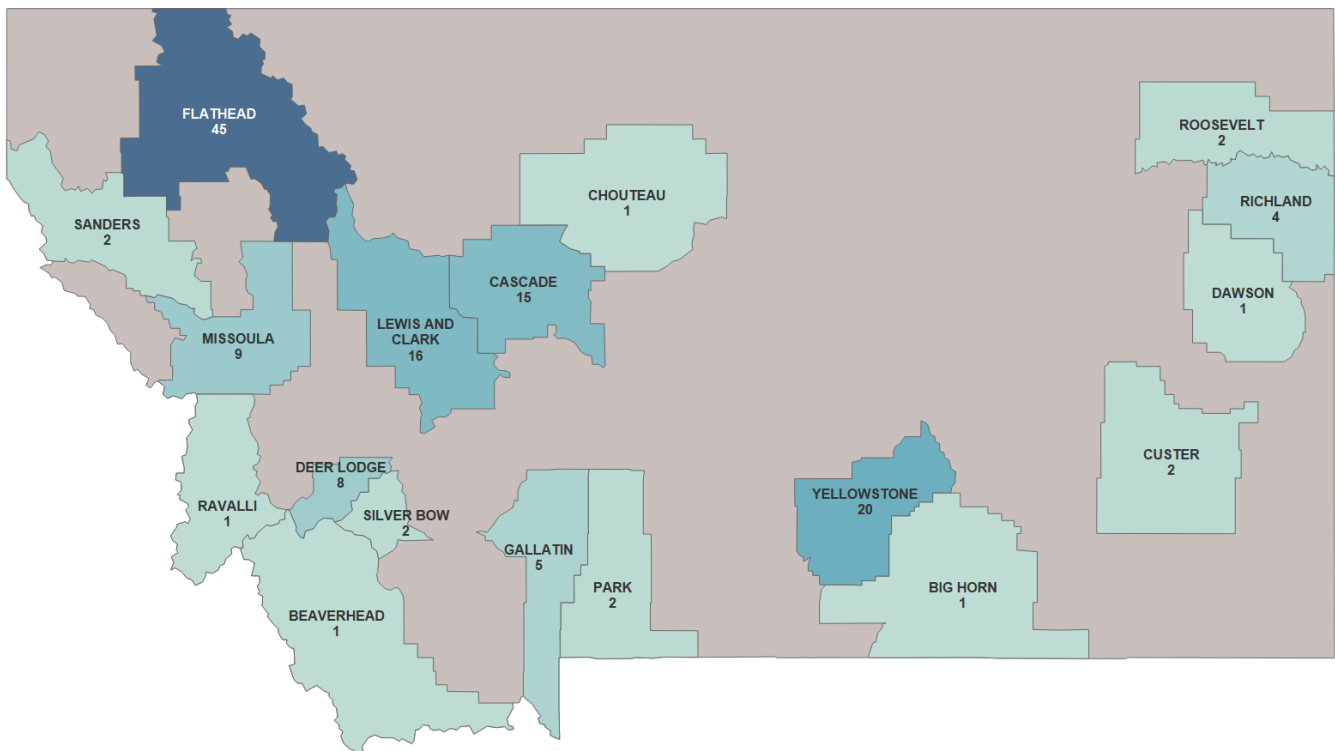 FLATHEAD
45
ROOSEVELT
2
CHOUTEAU
1
RICHLAND
4
SANDERS
2
CASCADE
15
DAWSON
1
LEWIS AND
CLARK
16
MISSOULA
9
CUSTER
2
DEER LODGE
8
YELLOWSTONE
20
RAVALLI
1
SILVER BOW
2
GALLATIN
5
PARK
2
BIG HORN
1
BEAVERHEAD
1